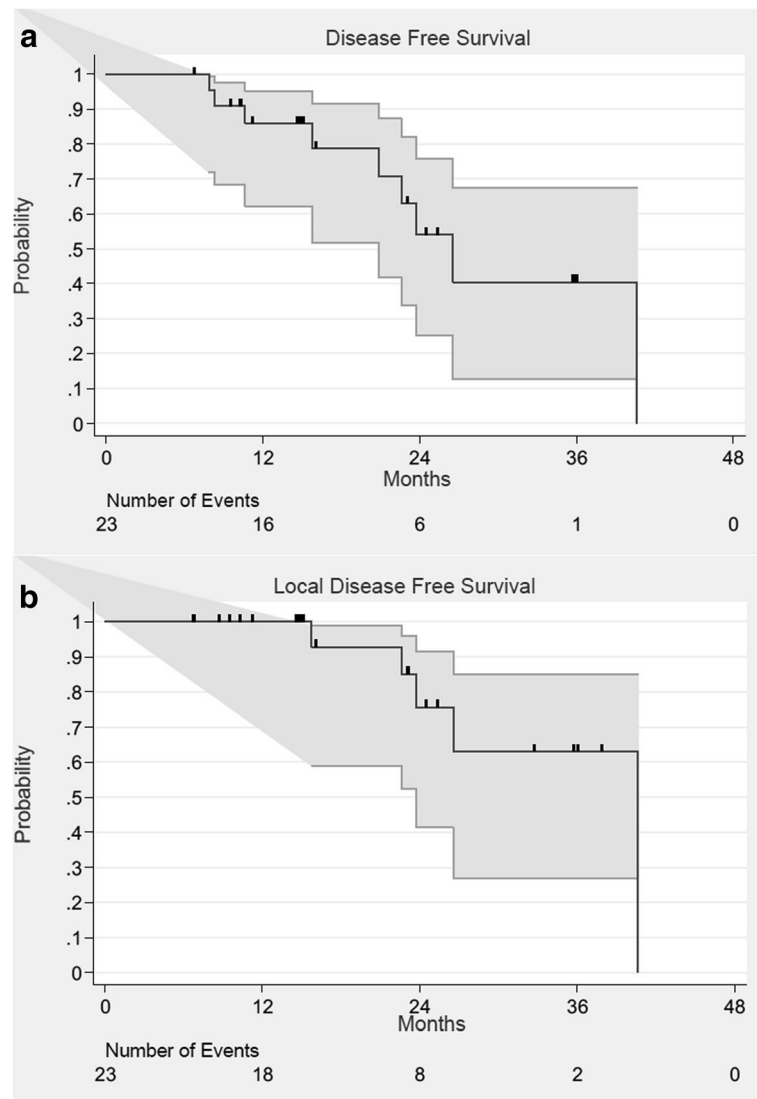 a
Disease Free Survival
Probability
1
.9
.8
.7
.6
.5
.4
.3
.2
.1
0
0 12 24 36 48
Months
Number of Events
23 16 6 1 0
b
Local Disease Free Survival
Probability
1
.9
.8
.7
.6
.5
.4
.3
.2
.1
0
0 12 24 36 48
Months
Number of Events
23 18 8 2 0